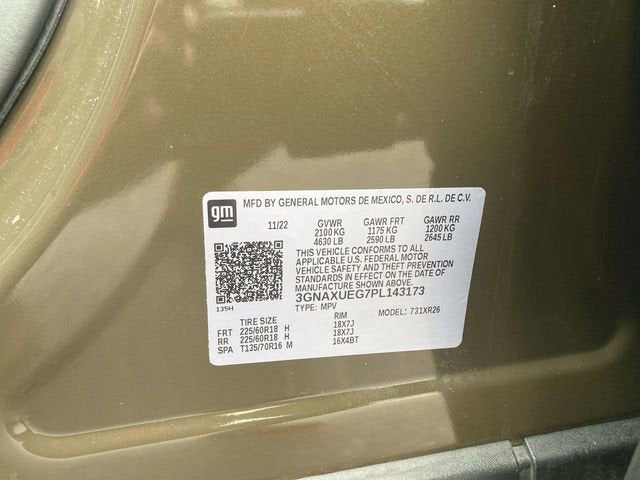 gm
MFD BY GENERAL MOTORS DE MEXICO, S. DE R.L. DE C.V.
11/22 GVWR GAWR FRT GAWR RR
2100 KG 1175 KG 1200 KG
4630 LB 2590 LB 2645 LB
THIS VEHICLE CONFORMS TO ALL
APPLICABLE U.S. FEDERAL MOTOR
VEHICLE SAFETY AND THEFT PREVENTION
STANDARDS IN EFFECT ON THE DATE OF
MANUFACTURE SHOWN ABOVE.
3GNAXUEG7PL143173
135H
TYPE: MPV MODEL: 731XR26
TIRE SIZE RIM
FRT 225/60R18 H 18X7J
RR 225/60R18 H 18X7J
SPA T135/70R16 M 16X4BT